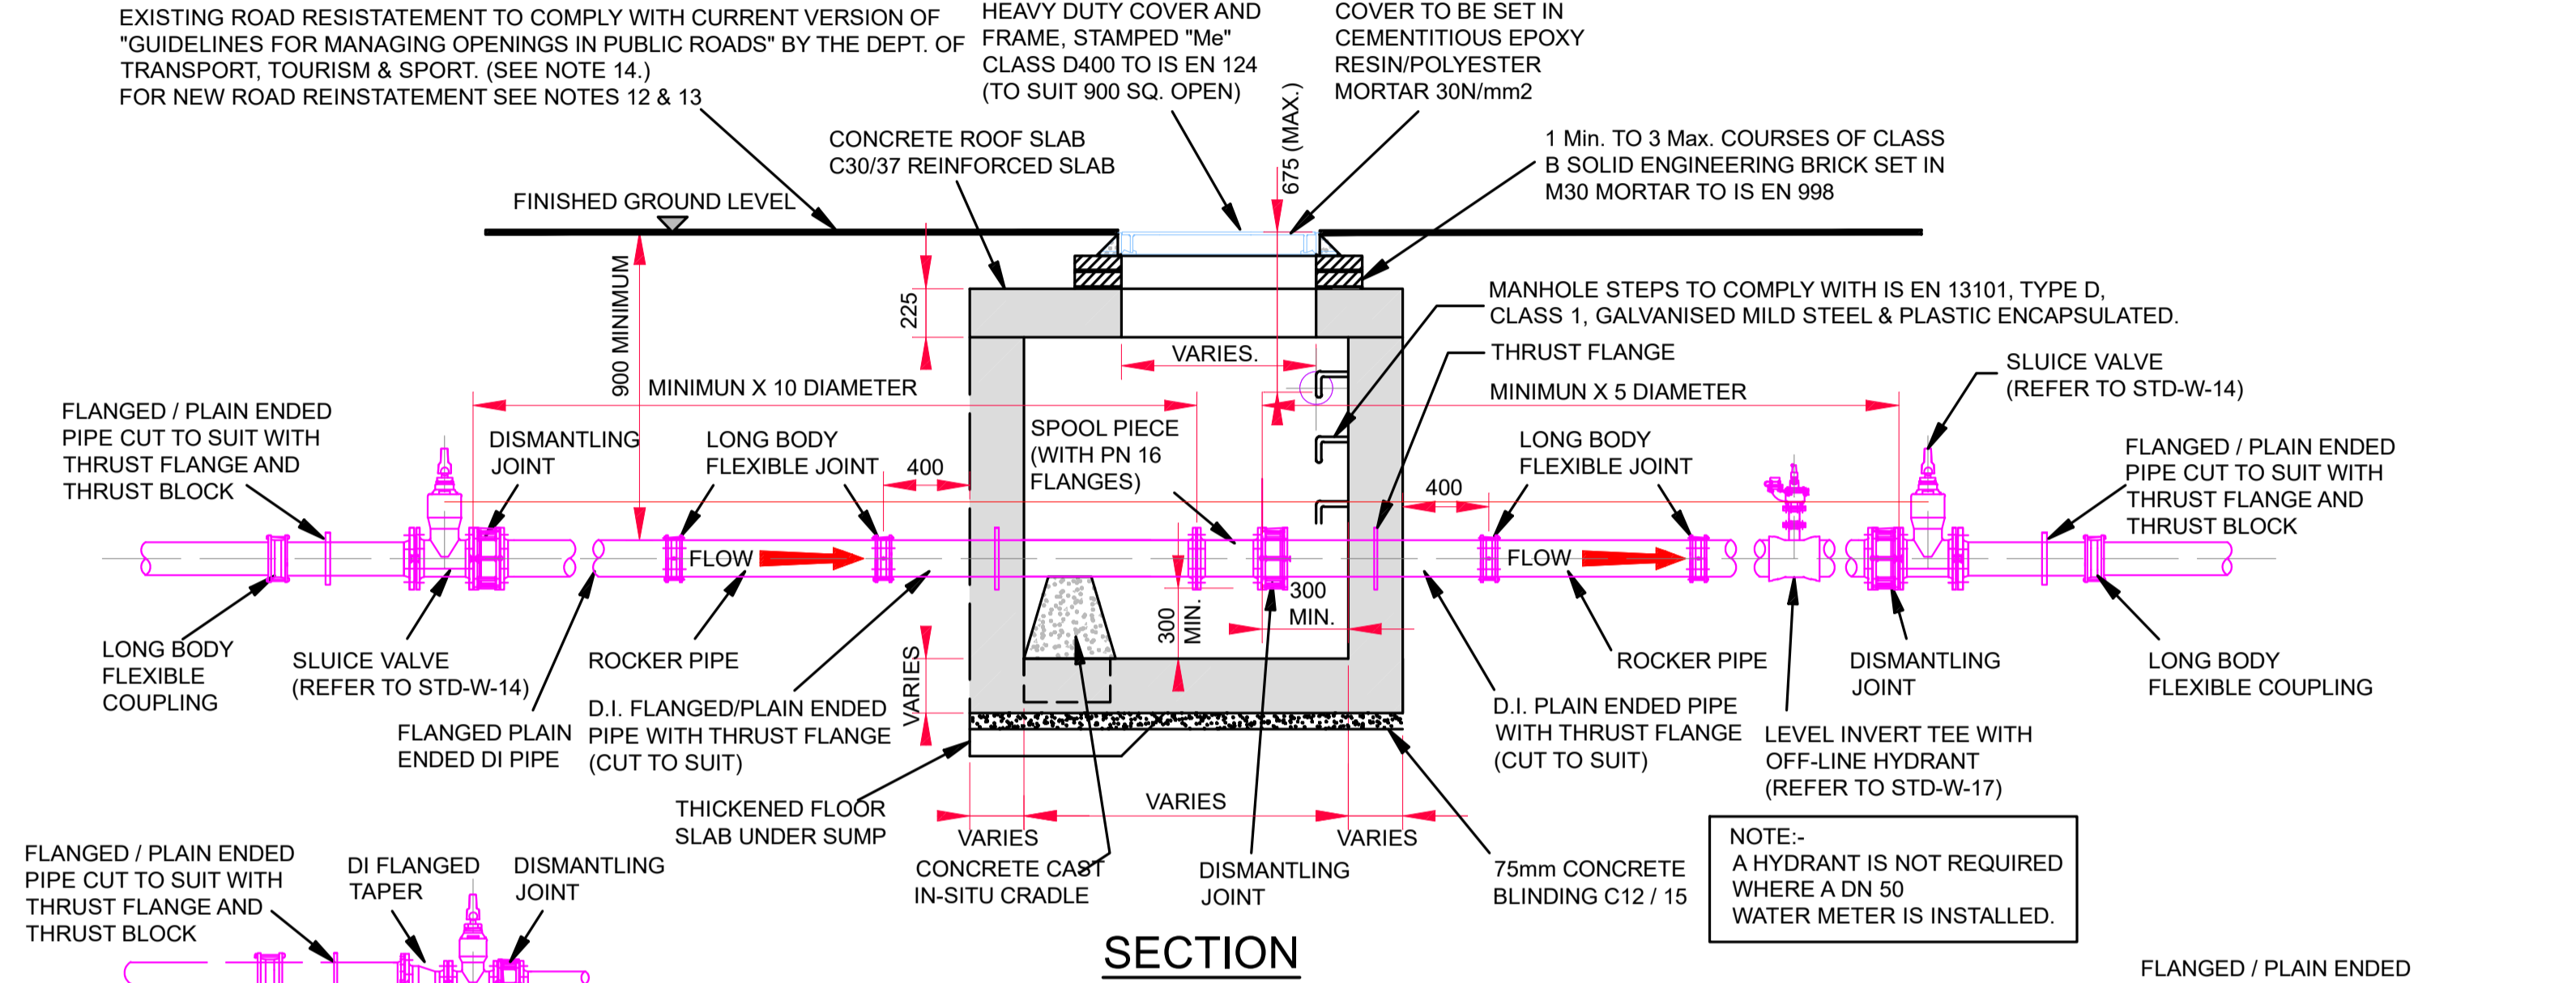 EXISTING ROAD RESISTATEMENT TO COMPLY WITH CURRENT VERSION OF
"GUIDELINES FOR MANAGING OPENINGS IN PUBLIC ROADS" BY THE DEPT. OF
TRANSPORT, TOURISM & SPORT. (SEE NOTE 14.)
FOR NEW ROAD REINSTATEMENT SEE NOTES 12 & 13
HEAVY DUTY COVER AND
FRAME, STAMPED "Me"
CLASS D400 TO IS EN 124
(TO SUIT 900 SQ. OPEN)
COVER TO BE SET IN
CEMENTITIOUS EPOXY
RESIN/POLYESTER
MORTAR 30N/mm2
675 (MAX.)
CONCRETE ROOF SLAB
C30/37 REINFORCED SLAB
1 Min. TO 3 Max. COURSES OF CLASS
B SOLID ENGINEERING BRICK SET IN
M30 MORTAR TO IS EN 998
FINISHED GROUND LEVEL
900 MINIMUM
225
MANHOLE STEPS TO COMPLY WITH IS EN 13101, TYPE D,
CLASS 1, GALVANISED MILD STEEL & PLASTIC ENCAPSULATED.
VARIES.
THRUST FLANGE
SLUICE VALVE
(REFER TO STD-W-14)
MINIMUN X 10 DIAMETER
MINIMUN X 5 DIAMETER
FLANGED / PLAIN ENDED
PIPE CUT TO SUIT WITH
THRUST FLANGE AND
THRUST BLOCK
DISMANTLING
JOINT
LONG BODY
FLEXIBLE JOINT
400
SPOOL PIECE
(WITH PN 16
FLANGES)
400
LONG BODY
FLEXIBLE JOINT
FLANGED / PLAIN ENDED
PIPE CUT TO SUIT WITH
THRUST FLANGE AND
THRUST BLOCK
FLOW
FLOW
300
MIN.
300
MIN.
VARIES
LONG BODY
FLEXIBLE
COUPLING
SLUICE VALVE
(REFER TO STD-W-14)
ROCKER PIPE
ROCKER PIPE
DISMANTLING
JOINT
LONG BODY
FLEXIBLE COUPLING
FLANGED PLAIN
ENDED DI PIPE
D.I. FLANGED/PLAIN ENDED
PIPE WITH THRUST FLANGE
(CUT TO SUIT)
D.I. PLAIN ENDED PIPE
WITH THRUST FLANGE
(CUT TO SUIT)
LEVEL INVERT TEE WITH
OFF-LINE HYDRANT
(REFER TO STD-W-17)
THICKENED FLOOR
SLAB UNDER SUMP
VARIES
VARIES
VARIES
CONCRETE CAST
IN-SITU CRADLE
DISMANTLING
JOINT
75mm CONCRETE
BLINDING C12 / 15
NOTE:-
A HYDRANT IS NOT REQUIRED
WHERE A DN 50
WATER METER IS INSTALLED.
FLANGED / PLAIN ENDED
PIPE CUT TO SUIT WITH
THRUST FLANGE AND
THRUST BLOCK
DI FLANGED
TAPER
DISMANTLING
JOINT
SECTION
FLANGED / PLAIN ENDED